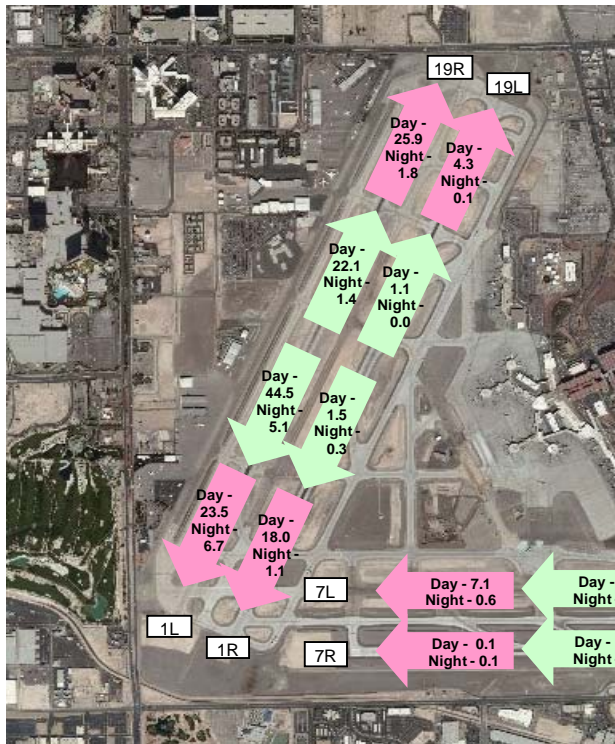 19R
19L
Day -
25.9
Night -
1.8
Day -
4.3
Night -
0.1
Day -
22.1
Night -
1.4
Day -
1.1
Night -
0.0
Day -
44.5
Night -
5.1
Day -
1.5
Night -
0.3
Day -
23.5
Night -
6.7
Day -
18.0
Night -
1.1
7L
Day - 7.1
Night - 0.6
Day -
Night
1L
1R
7R
Day - 0.1
Night - 0.1
Day -
Night